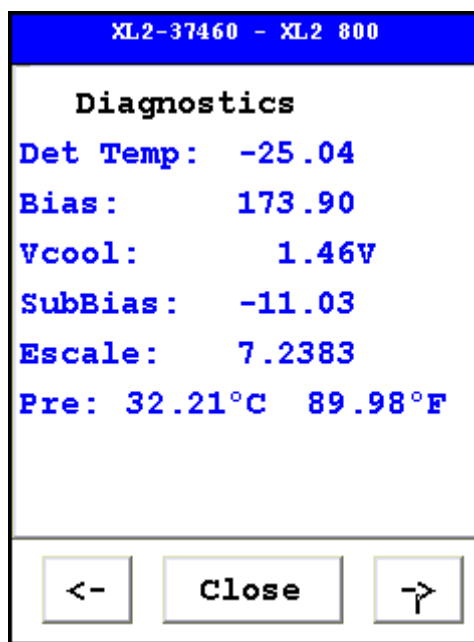 XL2-37460 - XL2 800
Diagnostics
Det Temp: -25.04
Bias: 173.90
Vcool: 1.46V
SubBias: -11.03
Escale: 7.2383
Pre: 32.21°C 89.98°F
<- Close ->